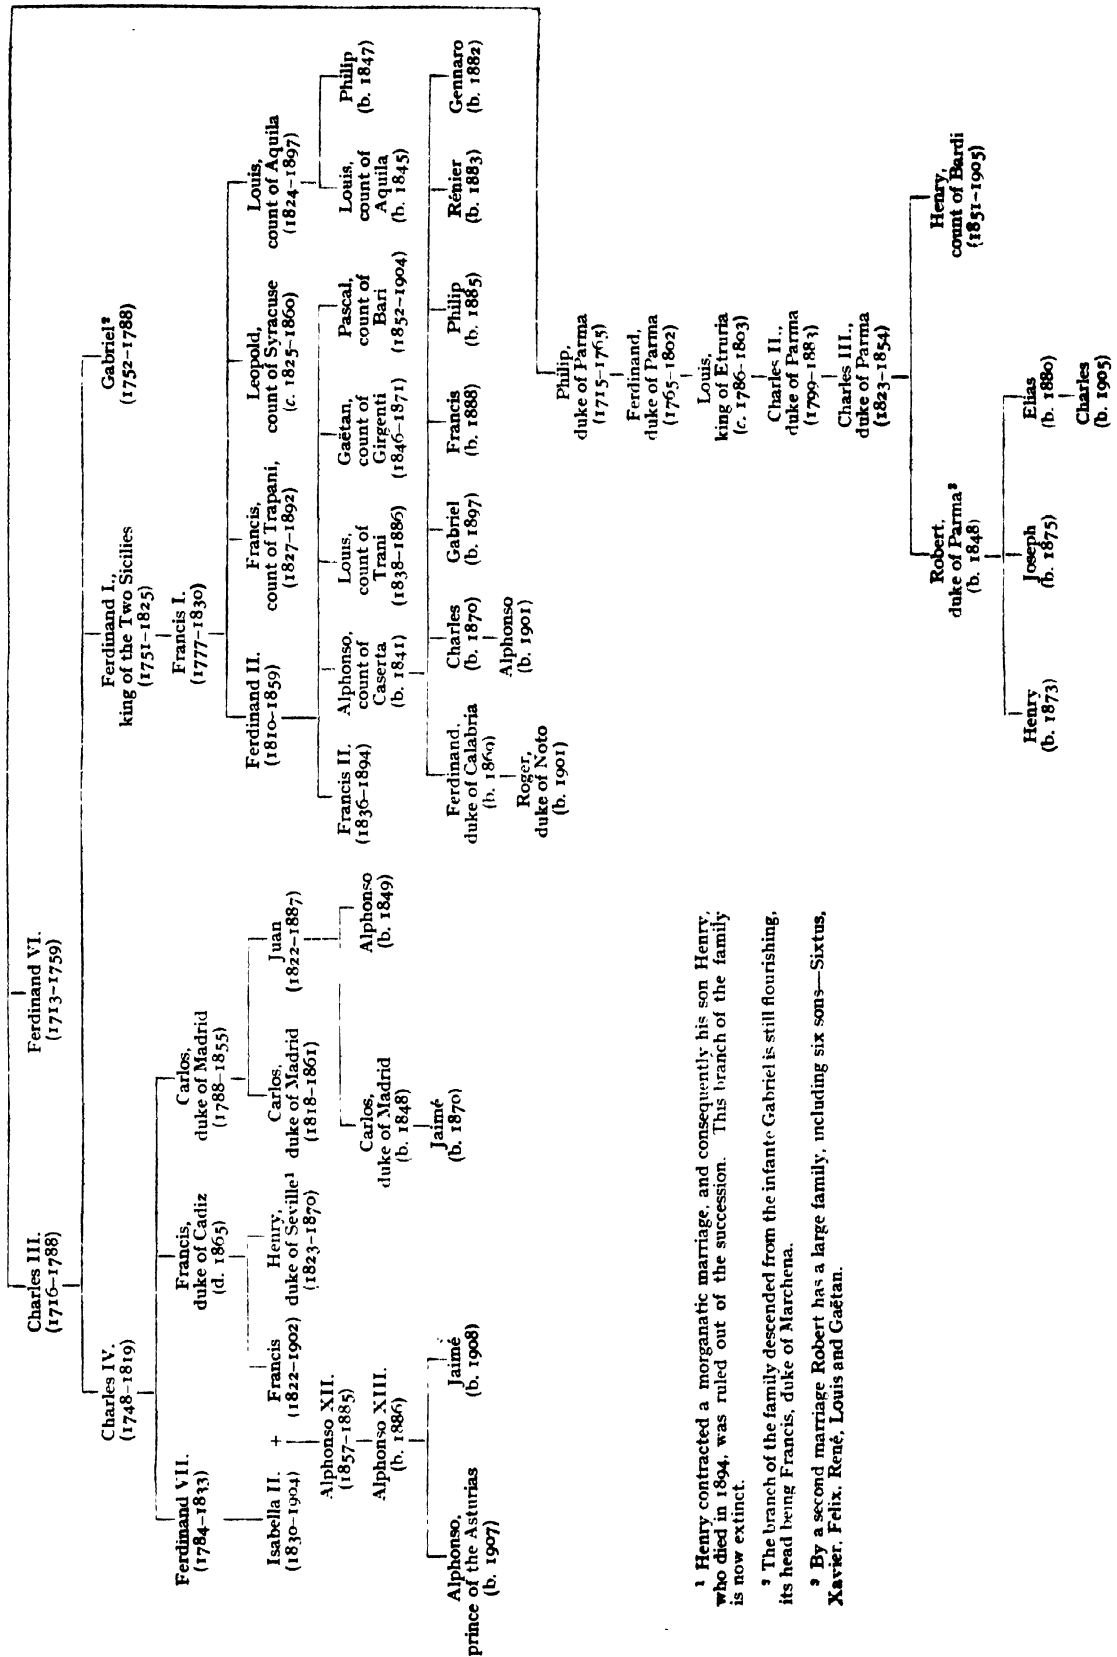 Charles III.
(1716–1788)
Ferdinand VI.
(1713–1759)
Charles IV.
(1748–1819)
Ferdinand I.,
king of the Two Sicilies
(1751–1825)
Gabriel²
(1752–1788)
Francis I.
(1777–1830)
Ferdinand VII.
(1784–1833)
Francis,
duke of Cadiz
(d. 1865)
Carlos,
duke of Madrid
(1788–1855)
Ferdinand II.
(1810–1859)
Francis,
count of Trapani,
(1827–1892)
Leopold,
count of Syracuse
(c. 1825–1860)
Louis,
count of Aquila
(1824–1897)
Isabella II. +
(1830–1904)
Francis
(1822–1902)
Henry,
duke of Seville¹
(1823–1870)
Carlos,
duke of Madrid
(1818–1861)
Juan
(1822–1887)
Alphonso XII.
(1857–1885)
Francis II.
(1836–1894)
Alphonso,
count of
Caserta
(b. 1841)
Louis,
count of
Trani
(1838–1886)
Gaëtan,
count of
Girgenti
(1846–1871)
Pascal,
count of
Bari
(1852–1904)
Louis,
count of
Aquila
(b. 1845)
Philip
(b. 1847)
Alphonso XIII.
(b. 1886)
Carlos,
duke of Madrid
(b. 1848)
Alphonso
(b. 1849)
Jaimé
(b. 1870)
Alphonso,
prince of the Asturias
(b. 1907)
Jaimé
(b. 1908)
Ferdinand,
duke of Calabria
(b. 1869)
Charles
(b. 1870)
Gabriel
(b. 1897)
Francis
(b. 1888)
Philip
(b. 1885)
Rénier
(b. 1883)
Gennaro
(b. 1882)
Roger,
duke of Noto
(b. 1901)
Alphonso
(b. 1901)
Philip,
duke of Parma
(1715–1765)
Ferdinand,
duke of Parma
(1765–1802)
Louis,
king of Etruria
(c. 1786–1803)
Charles II.,
duke of Parma
(1799–1883)
Charles III.,
duke of Parma
(1823–1854)
Robert,
duke of Parma³
(b. 1848)
Henry,
count of Bardi
(1851–1905)
Henry
(b. 1873)
Joseph
(b. 1875)
Elias
(b. 1880)
Charles
(b. 1905)
¹ Henry contracted a morganatic marriage, and consequently his son Henry,
who died in 1894, was ruled out of the succession. This branch of the family
is now extinct.
² The branch of the family descended from the infante Gabriel is still flourishing,
its head being Francis, duke of Marchena.
³ By a second marriage Robert has a large family, including six sons—Sixtus,
Xavier, Felix, René, Louis and Gaëtan.